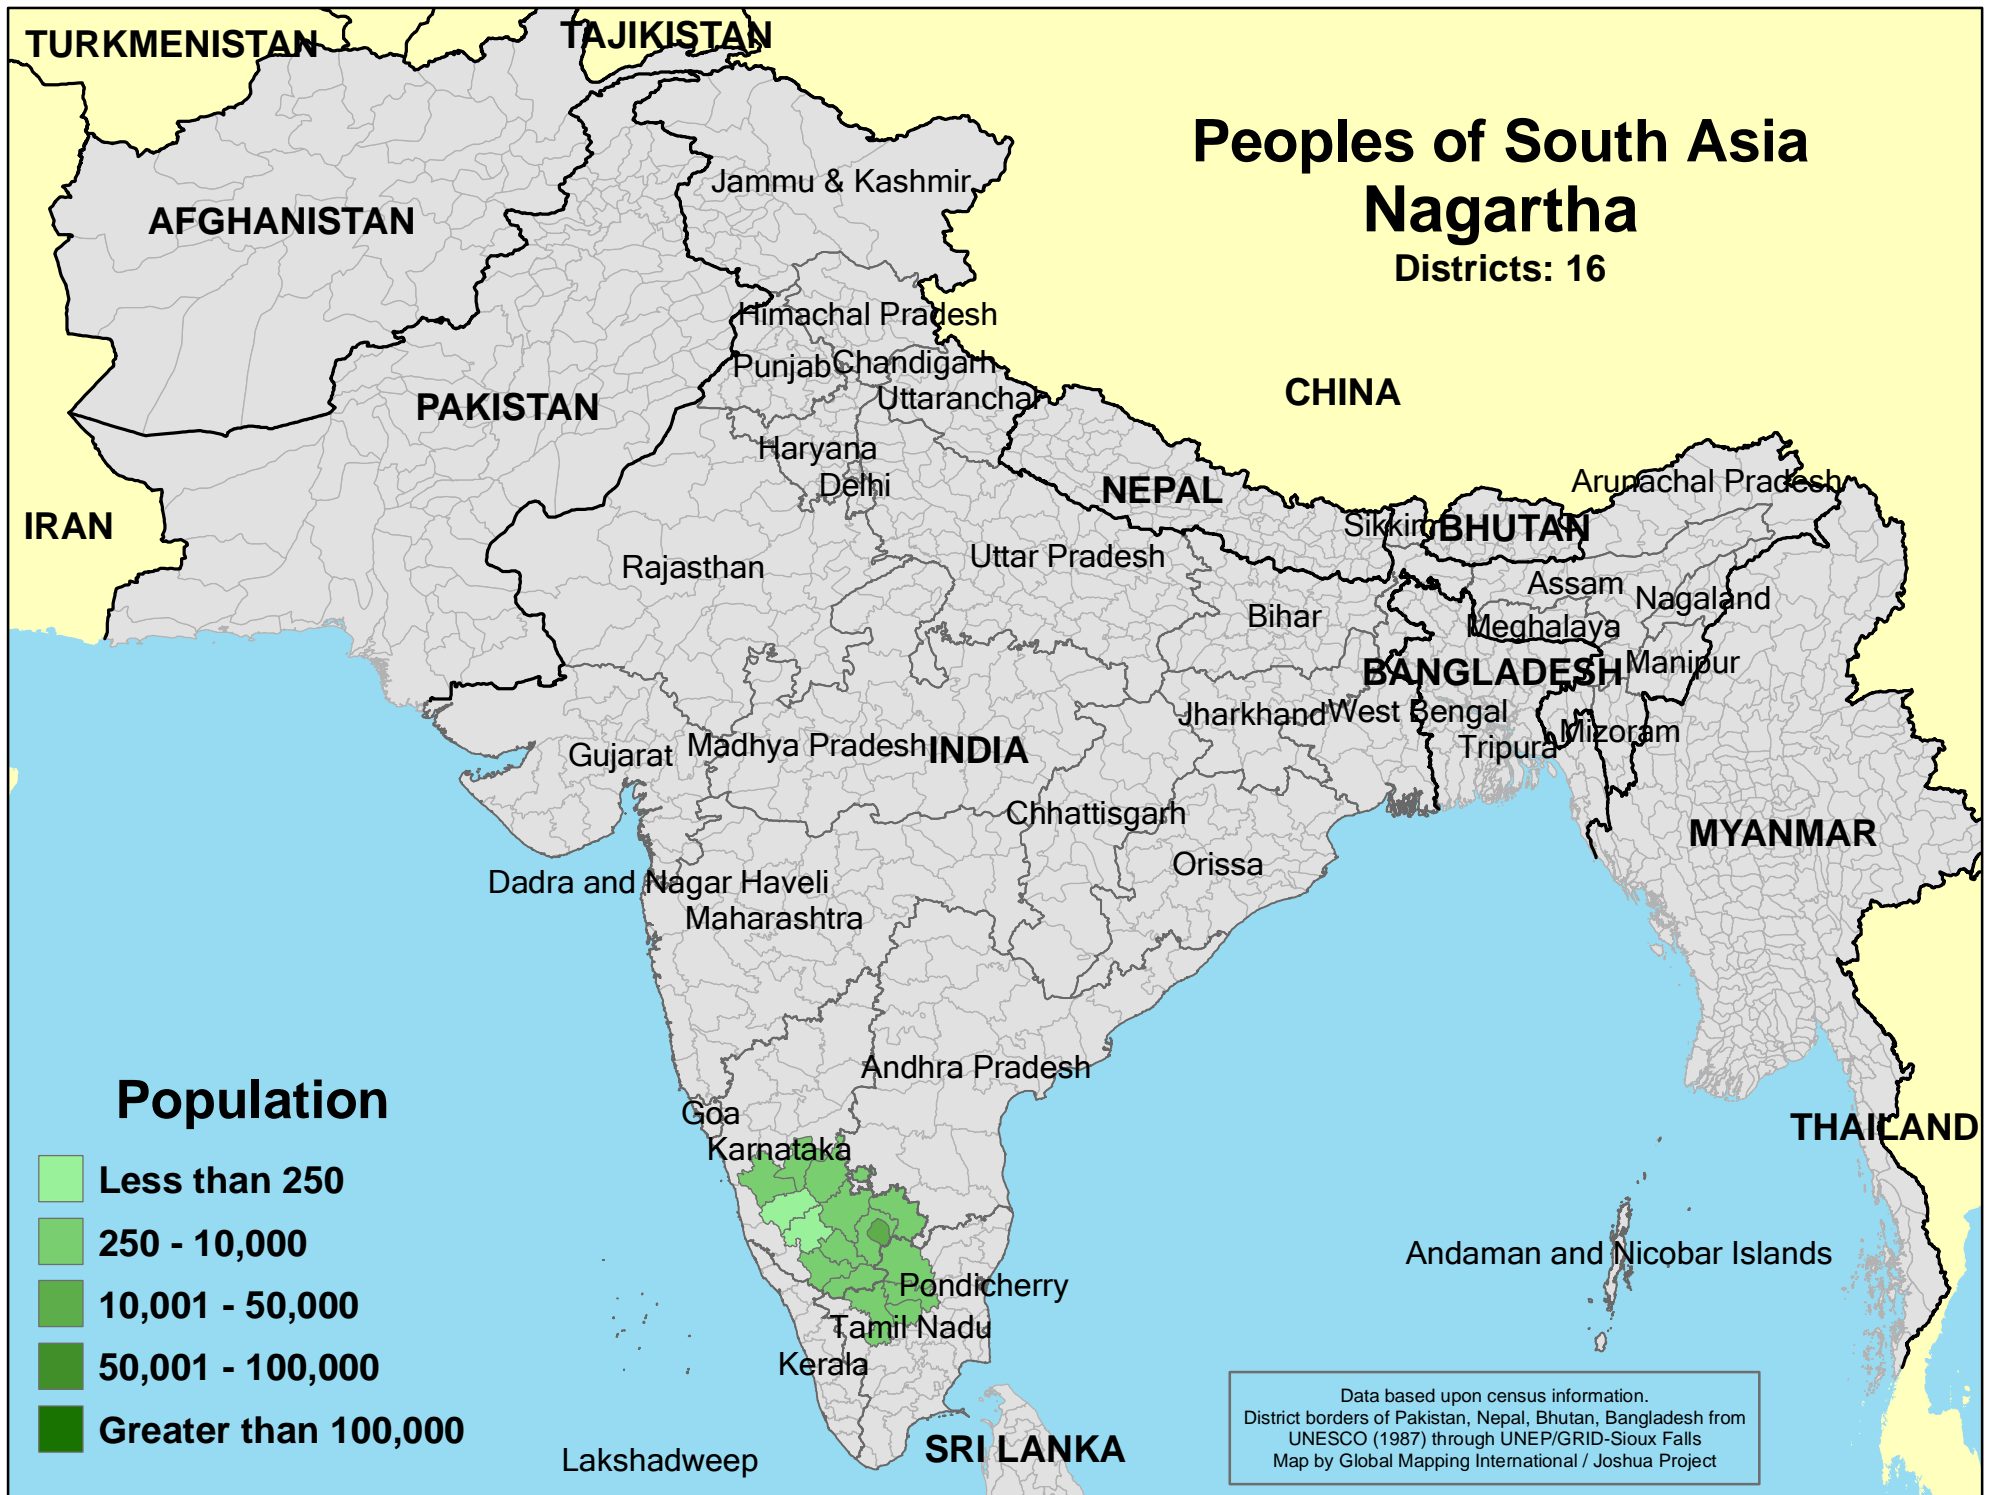 TURKMENISTAN
TAJIKISTAN
Peoples of South Asia
Nagartha
Districts: 16
Jammu & Kashmir
AFGHANISTAN
Himachal Pradesh
Punjab
Chandigarh
Uttaranchal
PAKISTAN
CHINA
Haryana
Delhi
NEPAL
Arunachal Pradesh
IRAN
Sikkim
BHUTAN
Rajasthan
Uttar Pradesh
Assam
Nagaland
Bihar
Meghalaya
BANGLADESH
Manipur
Jharkhand
West Bengal
Gujarat
Madhya Pradesh
INDIA
Tripura
Mizoram
Chhattisgarh
MYANMAR
Orissa
Dadra and Nagar Haveli
Maharashtra
Andhra Pradesh
Goa
Karnataka
THAILAND
Andaman and Nicobar Islands
Pondicherry
Tamil Nadu
Kerala
SRI LANKA
Lakshadweep
Population
Less than 250
250 - 10,000
10,001 - 50,000
50,001 - 100,000
Greater than 100,000
Data based upon census information.
District borders of Pakistan, Nepal, Bhutan, Bangladesh from
UNESCO (1987) through UNEP/GRID-Sioux Falls
Map by Global Mapping International / Joshua Project